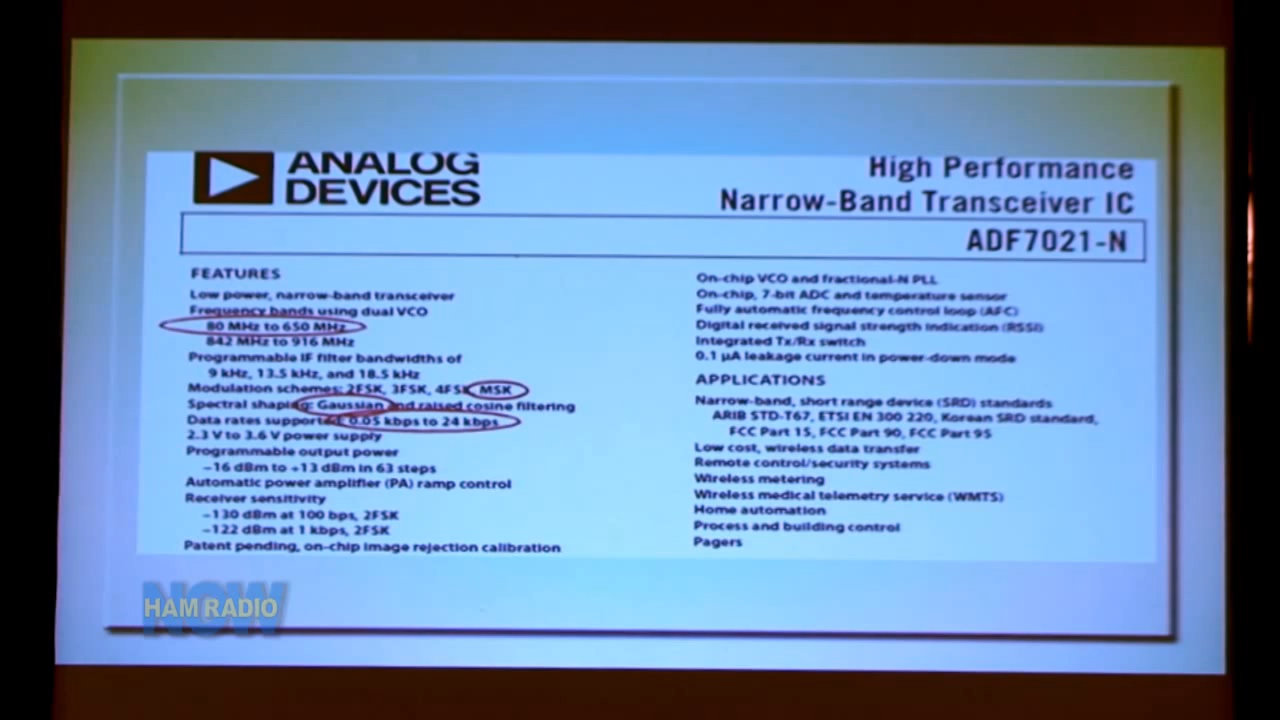 ANALOG
DEVICES
High Performance
Narrow-Band Transceiver IC
ADF7021-N
FEATURES
Low power, narrow-band transceiver
Frequency bands using dual VCO
80 MHz to 650 MHz
842 MHz to 916 MHz
Programmable IF filter bandwidths of
9 kHz, 13.5 kHz, and 18.5 kHz
Modulation schemes: 2FSK, 3FSK, 4FSK, MSK
Spectral shaping: Gaussian and raised cosine filtering
Data rates supported: 0.05 kbps to 24 kbps
2.3 V to 3.6 V power supply
Programmable output power
−16 dBm to +13 dBm in 63 steps
Automatic power amplifier (PA) ramp control
Receiver sensitivity
−130 dBm at 100 bps, 2FSK
−122 dBm at 1 kbps, 2FSK
Patent pending, on-chip image rejection calibration
On-chip VCO and fractional-N PLL
On-chip, 7-bit ADC and temperature sensor
Fully automatic frequency control loop (AFC)
Digital received signal strength indication (RSSI)
Integrated Tx/Rx switch
0.1 µA leakage current in power-down mode
APPLICATIONS
Narrow-band, short range device (SRD) standards
ARIB STD-T67, ETSI EN 300 220, Korean SRD standard,
FCC Part 15, FCC Part 90, FCC Part 95
Low cost, wireless data transfer
Remote control/security systems
Wireless metering
Wireless medical telemetry service (WMTS)
Home automation
Process and building control
Pagers
NOW
HAM RADIO